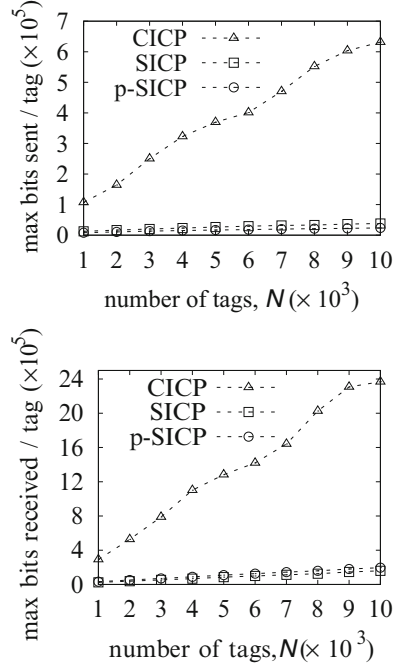 max bits sent / tag (×10⁵)
7
6
5
4
3
2
1
0
CICP
SICP
p-SICP
1 2 3 4 5 6 7 8 9 10
number of tags, N (× 10³)
max bits received / tag (×10⁵)
24
20
16
12
8
4
0
CICP
SICP
p-SICP
1 2 3 4 5 6 7 8 9 10
number of tags, N (× 10³)